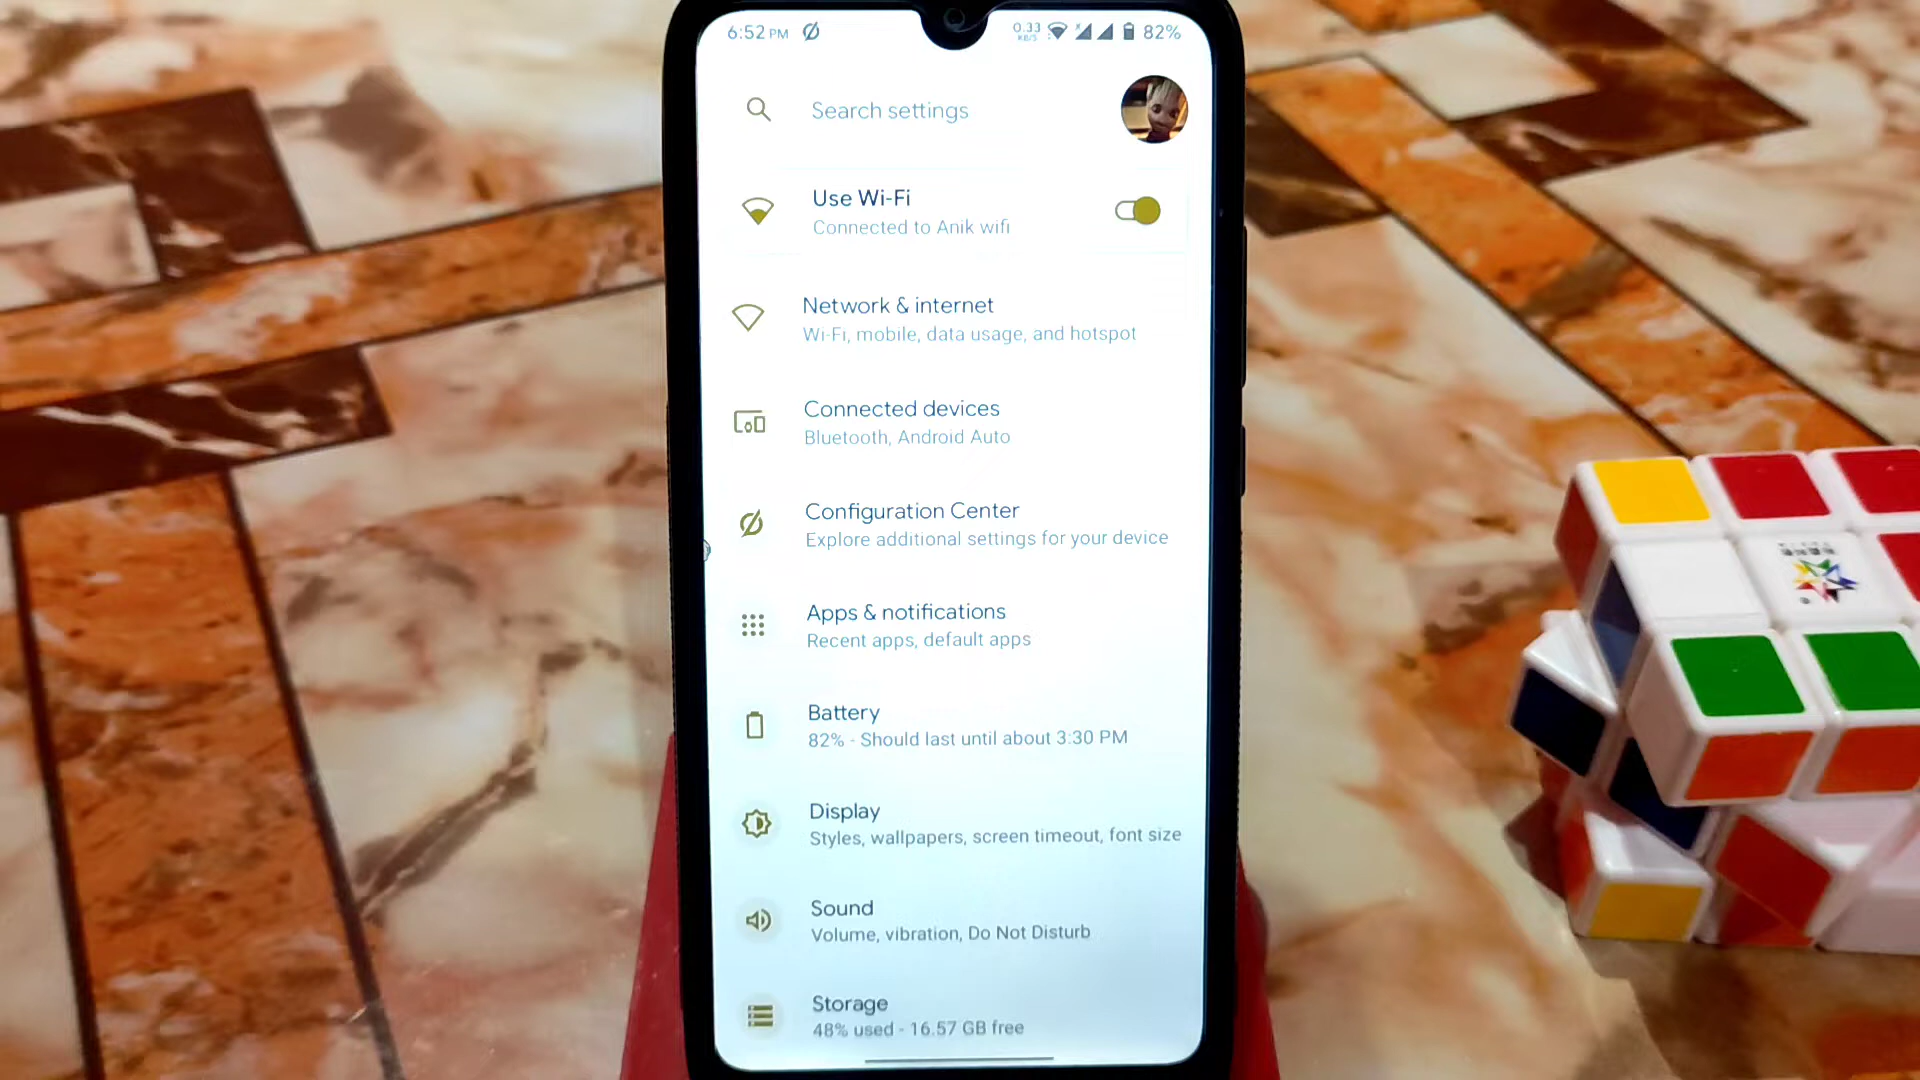 6:52 PM
0.33
KB/S
82%
Search settings
Use Wi-Fi
Connected to Anik wifi
Network & internet
Wi-Fi, mobile, data usage, and hotspot
Connected devices
Bluetooth, Android Auto
Configuration Center
Explore additional settings for your device
Apps & notifications
Recent apps, default apps
Battery
82% - Should last until about 3:30 PM
Display
Styles, wallpapers, screen timeout, font size
Sound
Volume, vibration, Do Not Disturb
Storage
48% used - 16.57 GB free